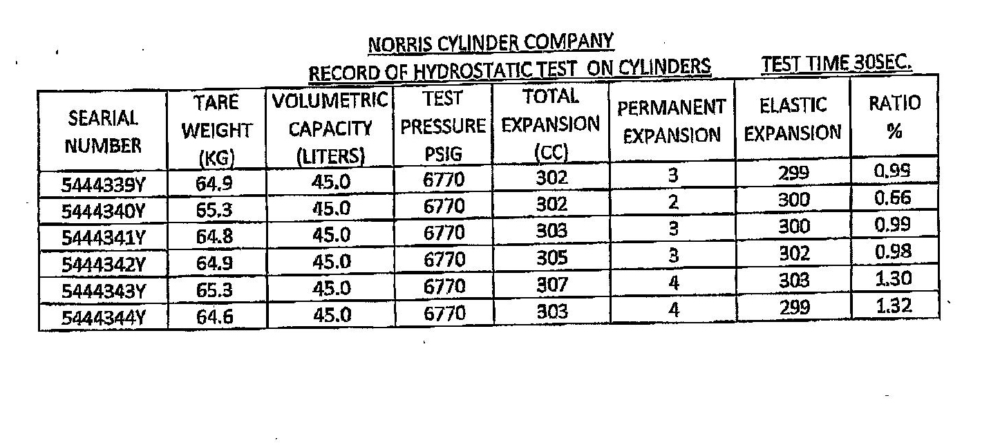 NORRIS CYLINDER COMPANY
RECORD OF HYDROSTATIC TEST ON CYLINDERS TEST TIME 30SEC.
SEARIAL NUMBER TARE WEIGHT (KG) VOLUMETRIC CAPACITY (LITERS) TEST PRESSURE PSIG TOTAL EXPANSION (CC) PERMANENT EXPANSION ELASTIC EXPANSION RATIO %
5444339Y 64.9 45.0 6770 302 3 299 0.99
5444340Y 65.3 45.0 6770 302 2 300 0.66
5444341Y 64.8 45.0 6770 303 3 300 0.99
5444342Y 64.9 45.0 6770 305 3 302 0.98
5444343Y 65.3 45.0 6770 307 4 303 1.30
5444344Y 64.6 45.0 6770 303 4 299 1.32